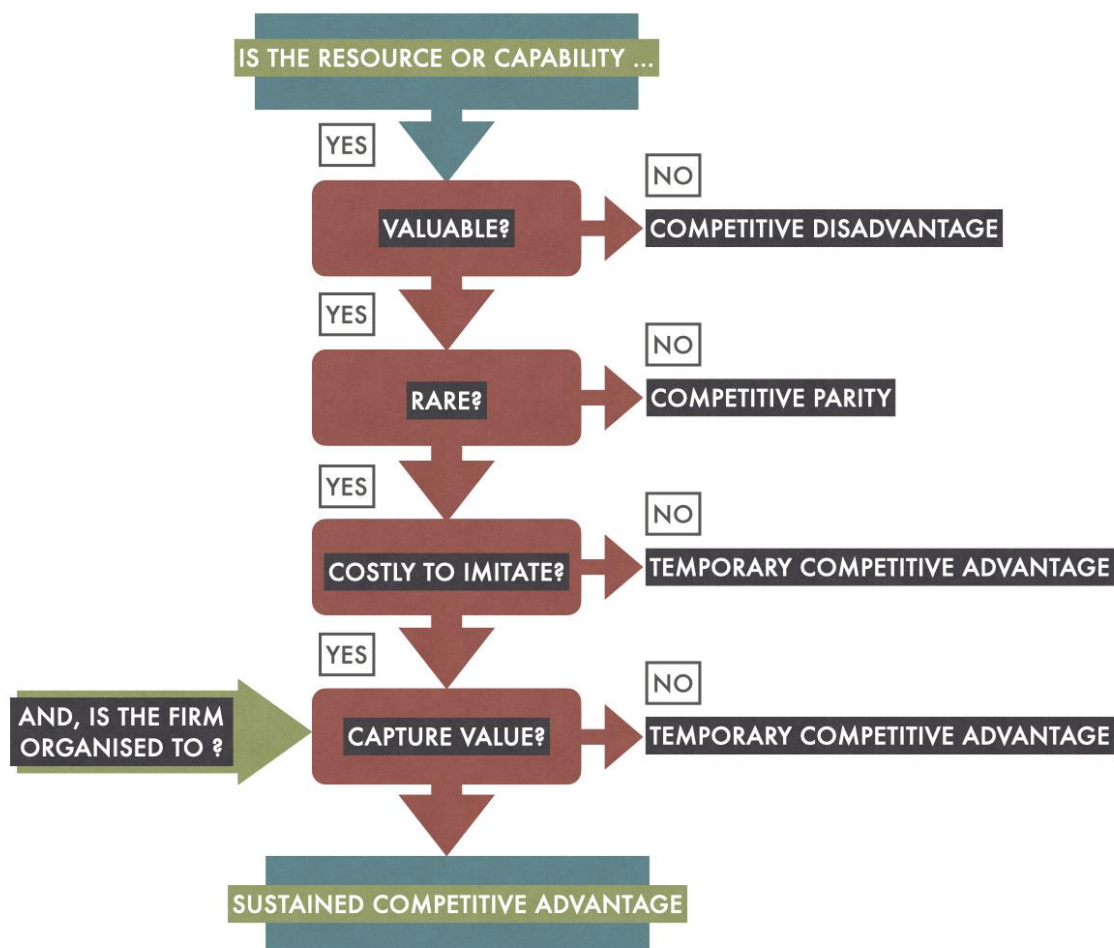 IS THE RESOURCE OR CAPABILITY ...
YES
NO
VALUABLE?
COMPETITIVE DISADVANTAGE
YES
NO
RARE?
COMPETITIVE PARITY
YES
NO
COSTLY TO IMITATE?
TEMPORARY COMPETITIVE ADVANTAGE
YES
NO
AND, IS THE FIRM
ORGANISED TO ?
CAPTURE VALUE?
TEMPORARY COMPETITIVE ADVANTAGE
SUSTAINED COMPETITIVE ADVANTAGE